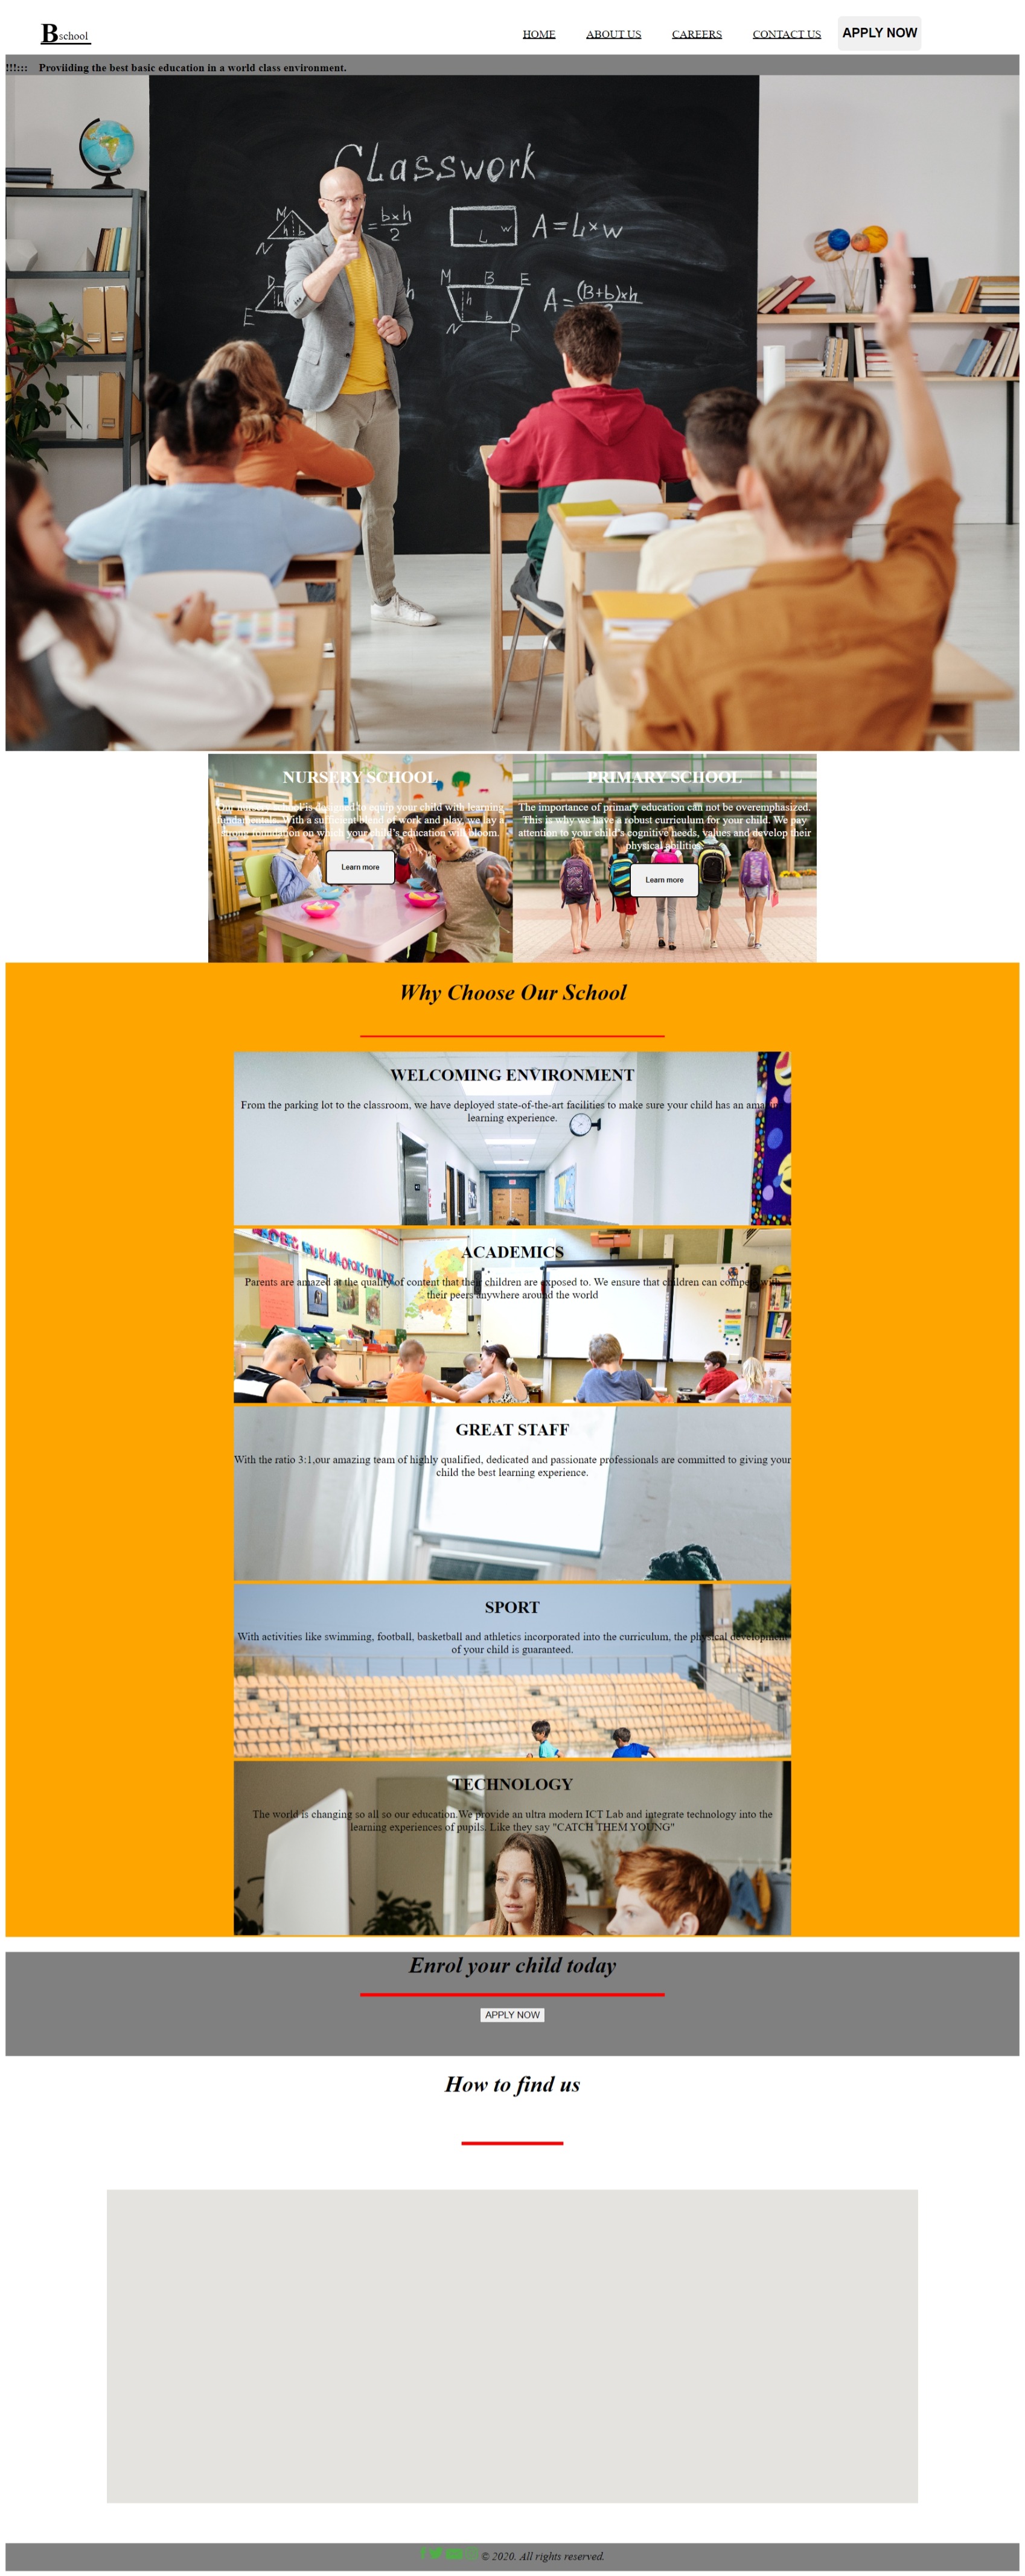 Bschool
HOME ABOUT US CAREERS CONTACT US APPLY NOW
!!!::: Proviiding the best basic education in a world class environment.
Classwork
M
h b
N
= bxh
2
L w
A=L×w
D
h
E
h
M B E
h
b
N P
A= (B+b)xh
NURSERY SCHOOL
Our nursery school is designed to equip your child with learning
fundamentals. With a sufficient blend of work and play, we lay a
strong foundation on which your child's education will bloom.
Learn more
PRIMARY SCHOOL
The importance of primary education can not be overemphasized.
This is why we have a robust curriculum for your child. We pay
attention to your child's cognitive needs, values and develop their
physical abilities.
Learn more
Why Choose Our School
WELCOMING ENVIRONMENT
From the parking lot to the classroom, we have deployed state-of-the-art facilities to make sure your child has an amazing
learning experience.
ACADEMICS
Parents are amazed at the quality of content that their children are exposed to. We ensure that children can compete with
their peers anywhere around the world
GREAT STAFF
With the ratio 3:1,our amazing team of highly qualified, dedicated and passionate professionals are committed to giving your
child the best learning experience.
SPORT
With activities like swimming, football, basketball and athletics incorporated into the curriculum, the physical development
of your child is guaranteed.
TECHNOLOGY
The world is changing so all so our education.We provide an ultra modern ICT Lab and integrate technology into the
learning experiences of pupils. Like they say "CATCH THEM YOUNG"
Enrol your child today
APPLY NOW
How to find us
© 2020. All rights reserved.